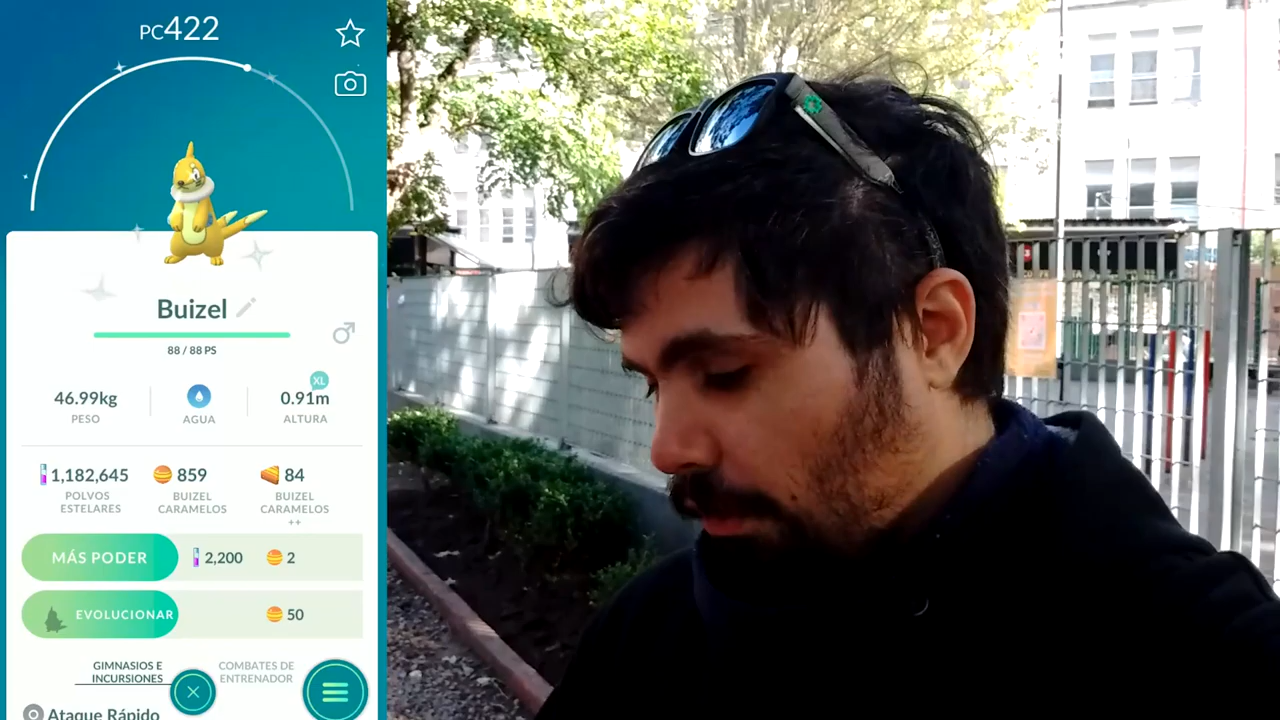 PC422
Buizel
88 / 88 PS
XL
46.99kg
PESO
AGUA
0.91m
ALTURA
1,182,645
POLVOS
ESTELARES
859
BUIZEL
CARAMELOS
84
BUIZEL
CARAMELOS
++
MÁS PODER
2,200
2
EVOLUCIONAR
50
GIMNASIOS E
INCURSIONES
COMBATES DE
ENTRENADOR
Ataque Rápido